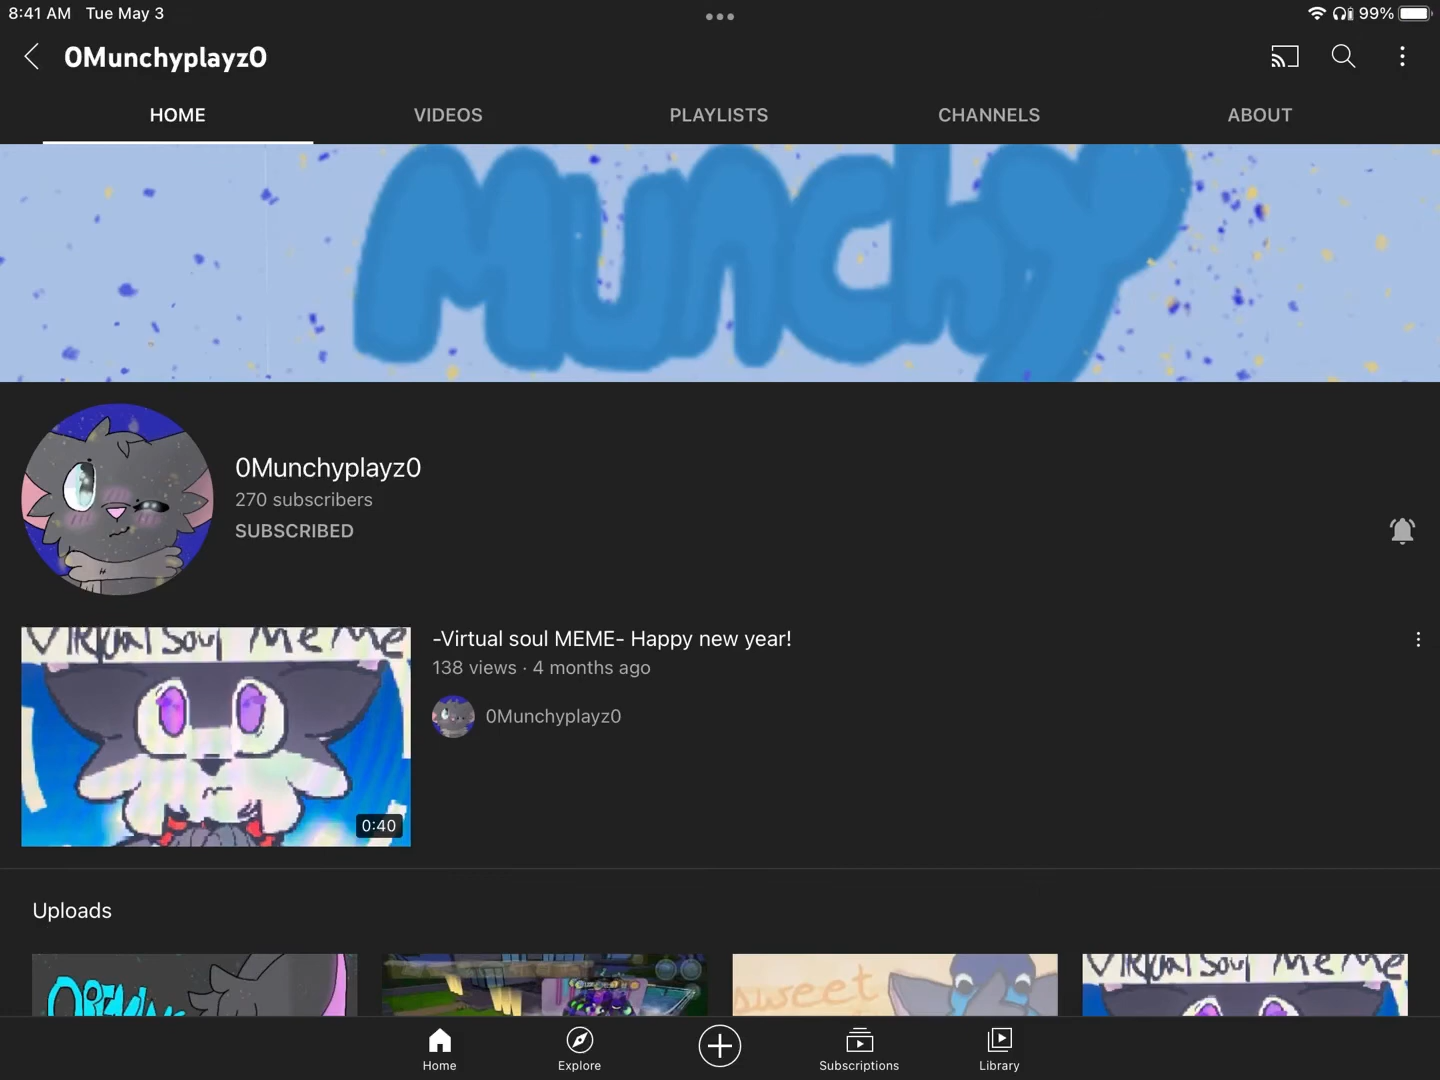 8:41 AM Tue May 3
99%
0Munchyplayz0
HOME VIDEOS PLAYLISTS CHANNELS ABOUT
Munchy
0Munchyplayz0
270 subscribers
SUBSCRIBED
Virtual Soul MeMe
0:40
-Virtual soul MEME- Happy new year!
138 views · 4 months ago
0Munchyplayz0
Uploads
sweet
Virtual Soul MeMe
Home Explore Subscriptions Library